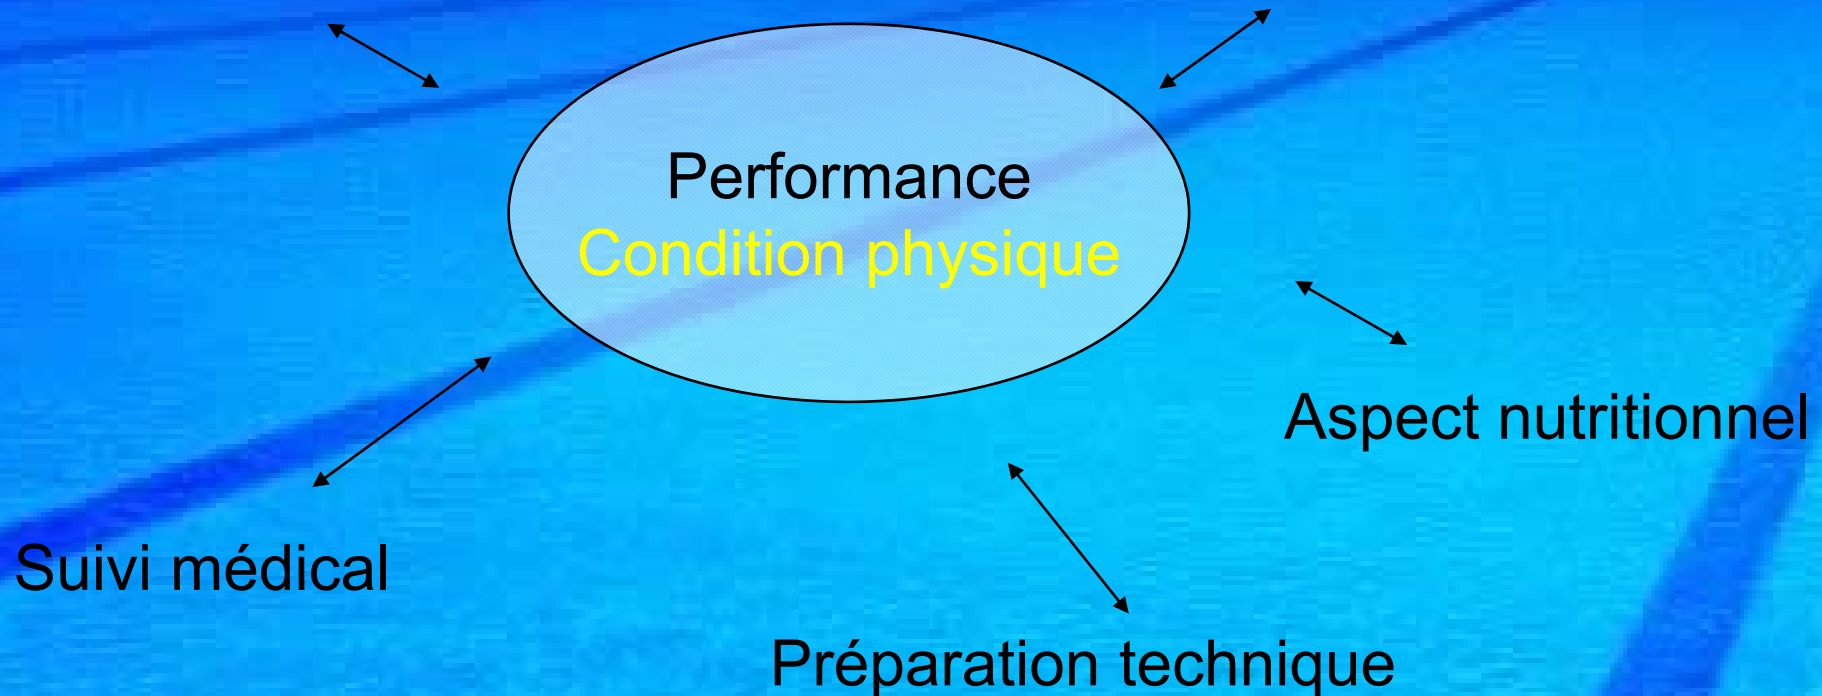 Performance
Condition physique
Aspect nutritionnel
Suivi médical
Préparation technique